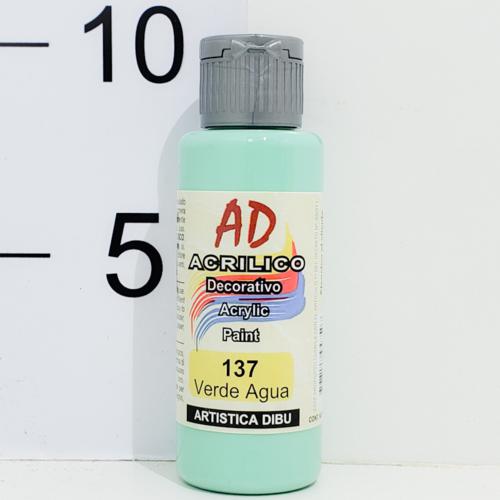 10
5
AD
ACRILICO
Decorativo
Acrylic
Paint
137
Verde Agua
ARTISTICA DIBU